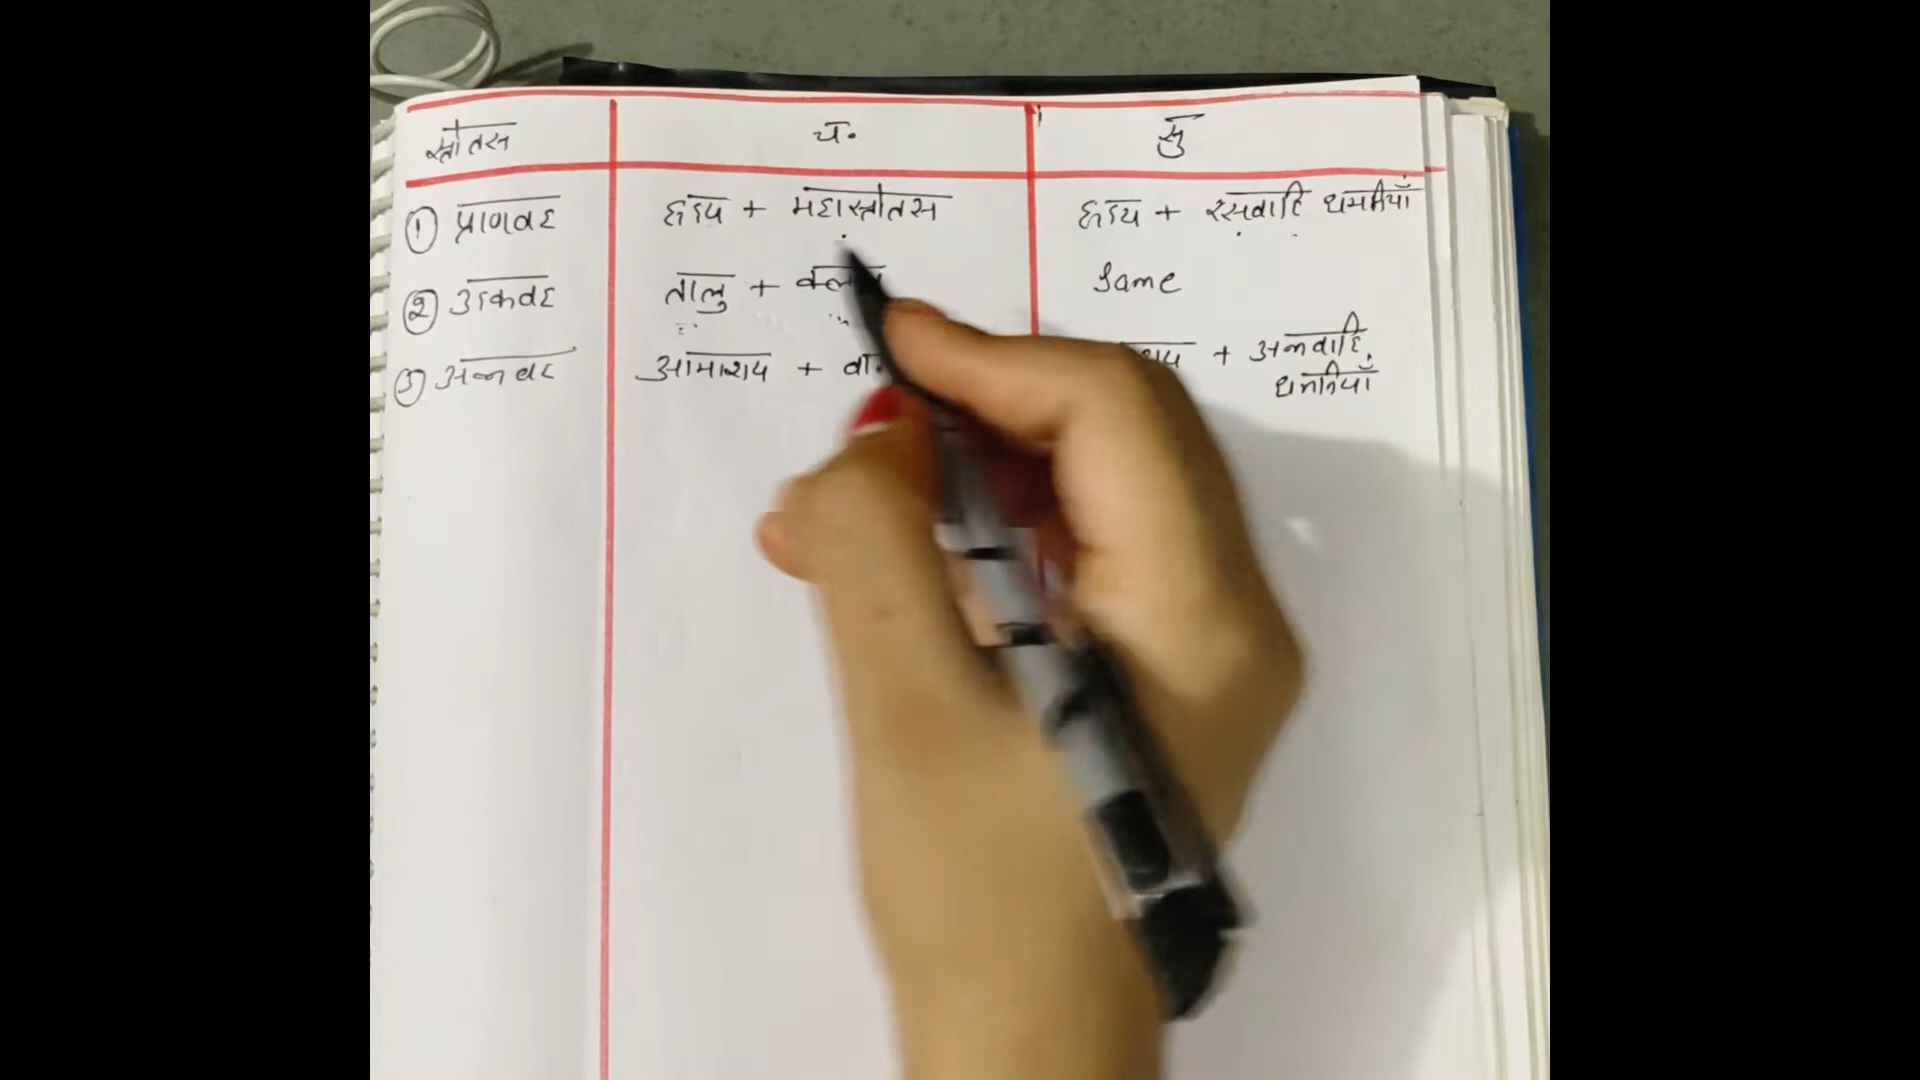 स्त्रोतस च. सु
① प्राणवह हृदय + महास्त्रोतस हृदय + रसवाहि धमनीयाँ
② उदकवह तालु + same
③ अन्नवह आमाशय + + अन्नवाहि
धमनियाँ